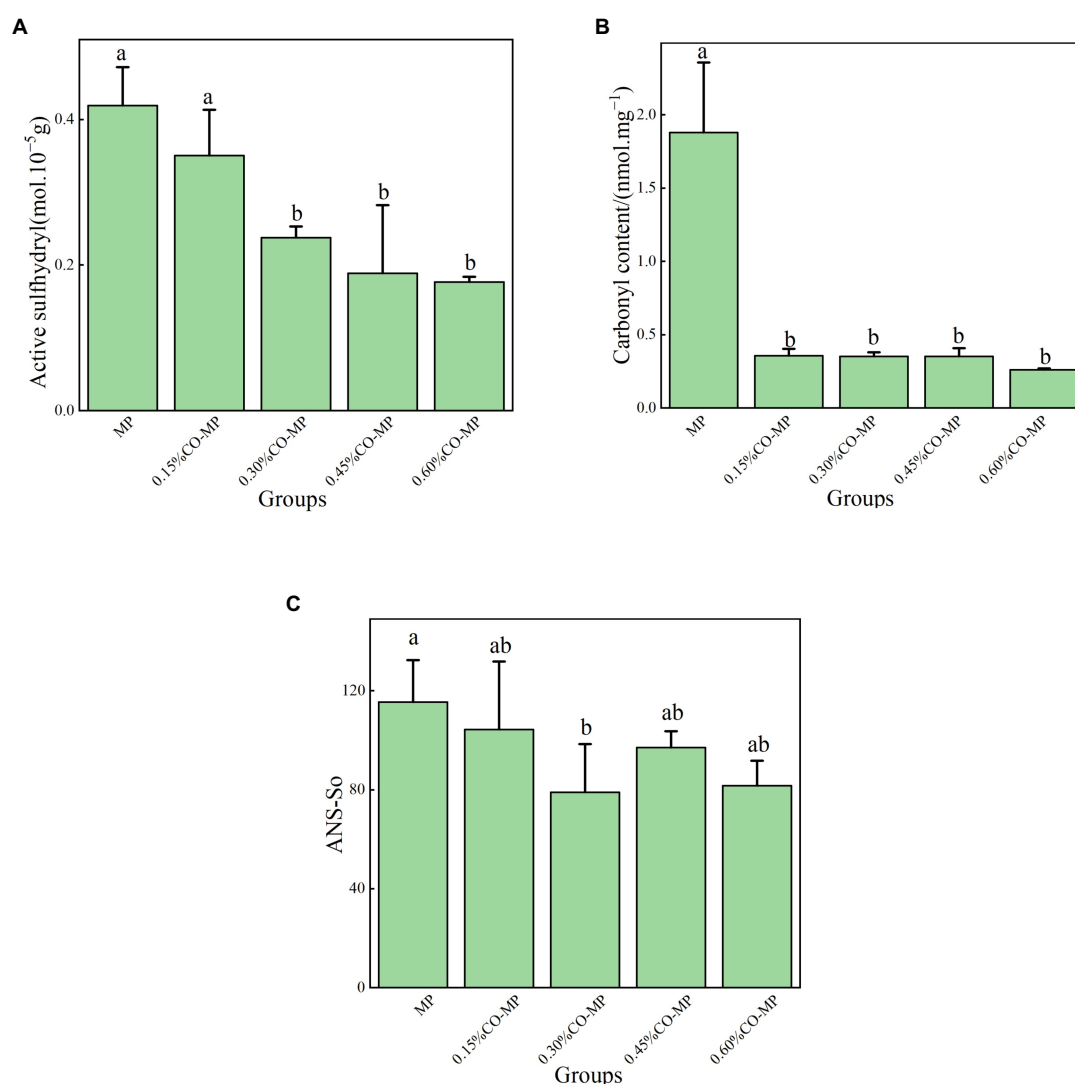 A
Active sulfhydryl(mol.10⁻⁵g)
0.4
0.2
0.0
a
a
b
b
b
MP
0.15%CO-MP
0.30%CO-MP
0.45%CO-MP
0.60%CO-MP
Groups
B
Carbonyl content/(nmol.mg⁻¹)
2.0
1.5
1.0
0.5
0.0
a
b
b
b
b
MP
0.15%CO-MP
0.30%CO-MP
0.45%CO-MP
0.60%CO-MP
Groups
C
ANS-So
120
80
40
0
a
ab
b
ab
ab
MP
0.15%CO-MP
0.30%CO-MP
0.45%CO-MP
0.60%CO-MP
Groups